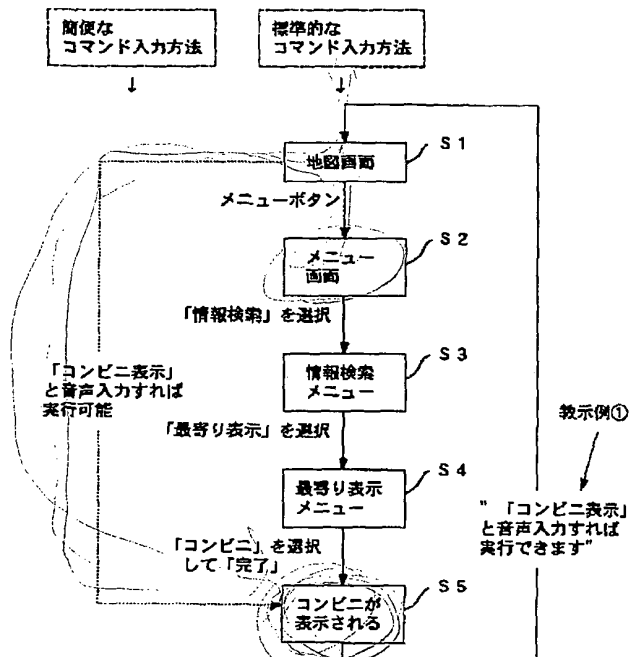 簡便な
コマンド入力方法
↓
標準的な
コマンド入力方法
↓
S1
地図画面
メニューボタン
S2
メニュー
画面
「情報検索」を選択
S3
情報検索
メニュー
「コンビニ表示」
と音声入力すれば
実行可能
「最寄り表示」を選択
教示例①
S4
最寄り表示
メニュー
"「コンビニ表示」
と音声入力すれば
実行できます"
「コンビニ」を選択
して「完了」
S5
コンビニが
表示される